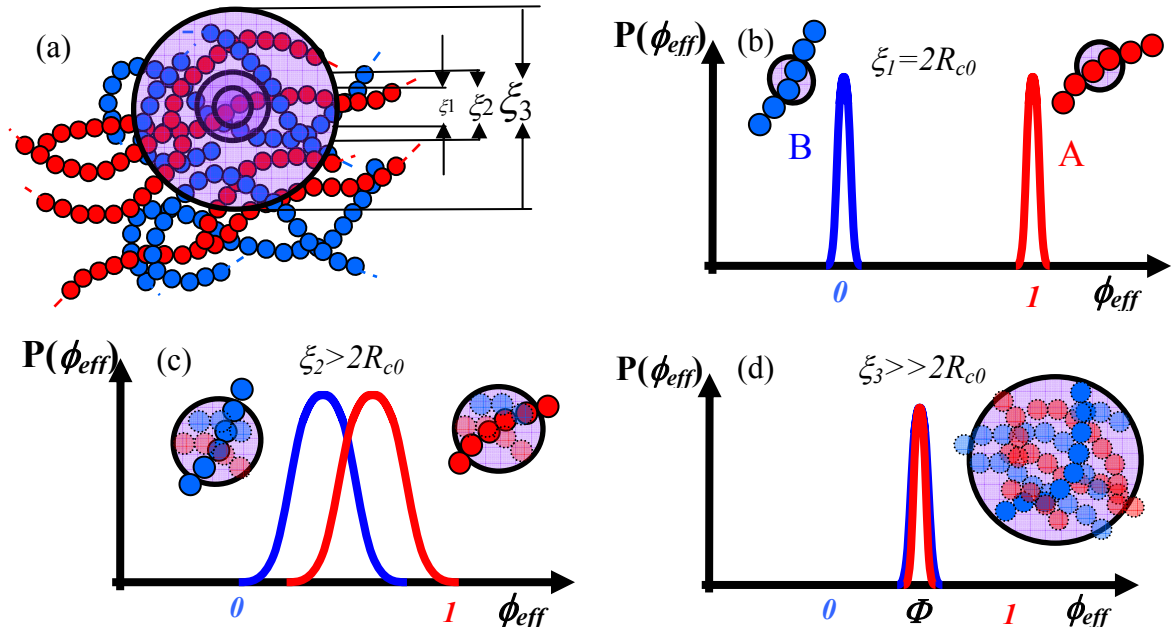 (a)
ξ1
ξ2
ξ3
P(ϕeff)
(b)
ξ1=2Rc0
B
A
0
1
ϕeff
P(ϕeff)
(c)
ξ2>2Rc0
0
1
ϕeff
P(ϕeff)
(d)
ξ3>>2Rc0
0
Φ
1
ϕeff